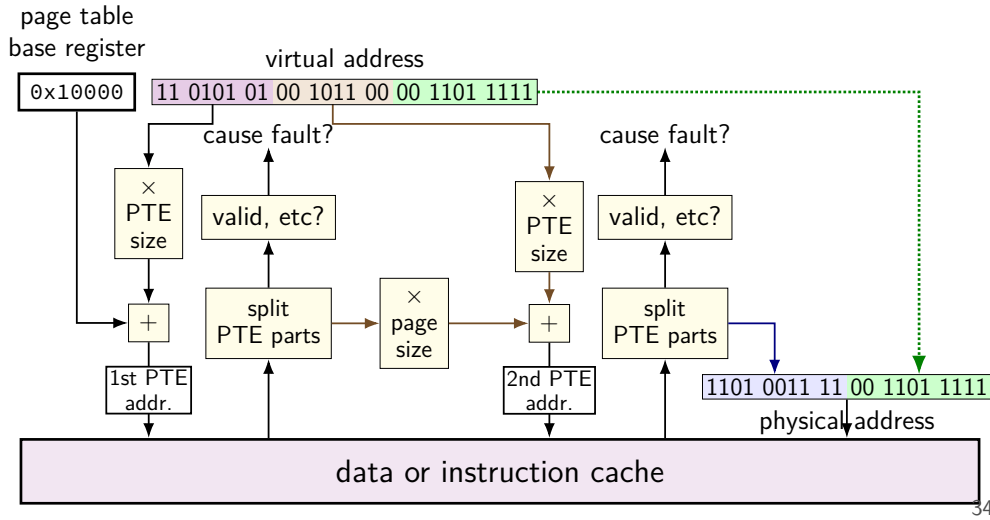 page table
base register
virtual address
0x10000
11 0101 01 00 1011 00 00 1101 1111
cause fault?
cause fault?
×
PTE
size
valid, etc?
×
PTE
size
valid, etc?
+
split
PTE parts
×
page
size
+
split
PTE parts
1st PTE
addr.
2nd PTE
addr.
1101 0011 11 00 1101 1111
physical address
data or instruction cache
34